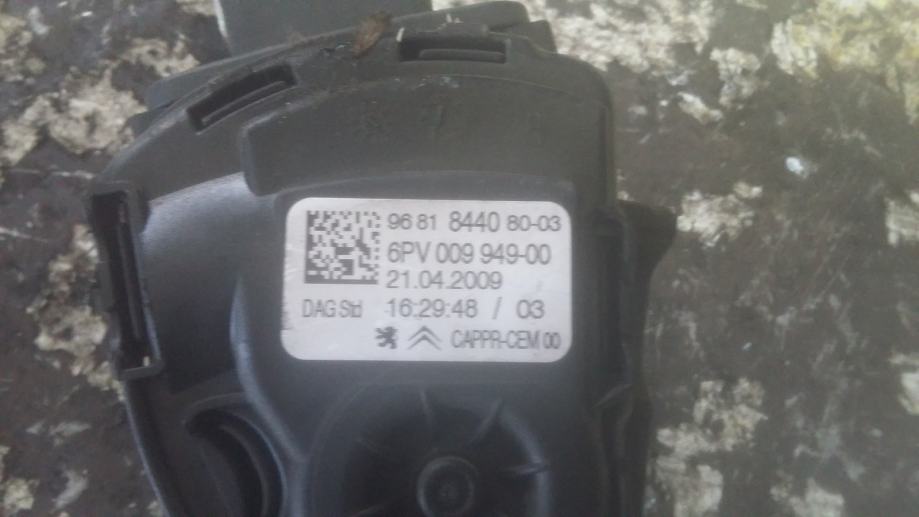 96 81 8440 80-03
6PV 009 949-00
21.04.2009
DAG Std 16:29:48 / 03
CAPPR-CEM 00